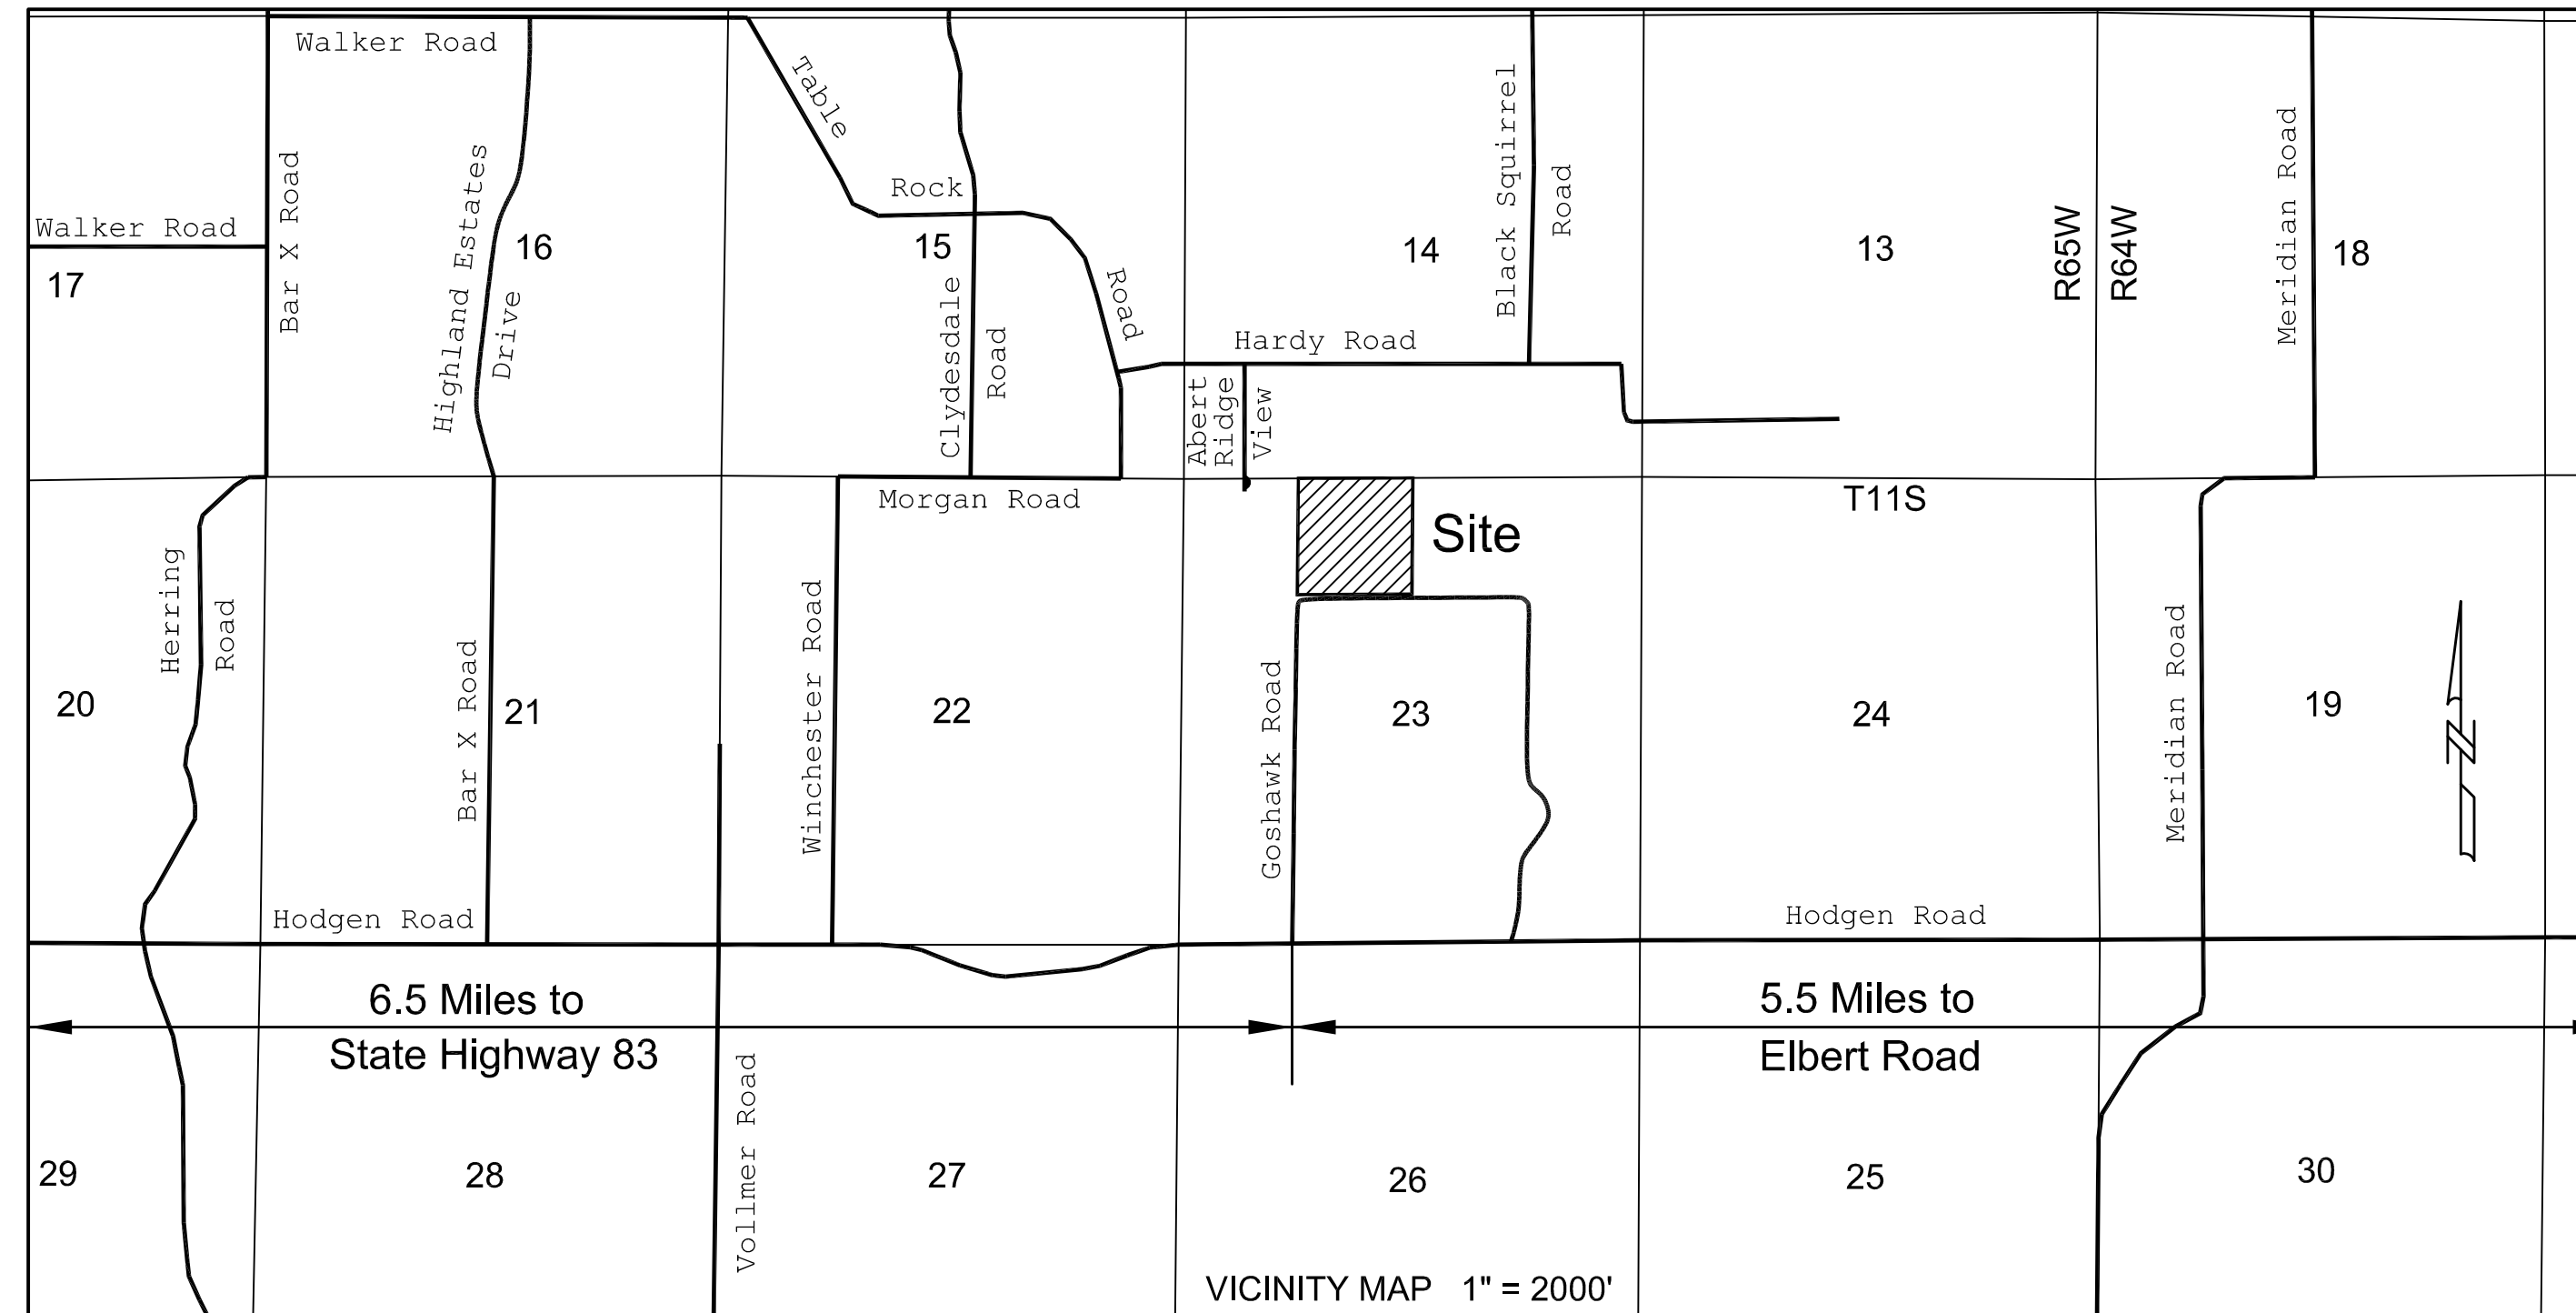 Walker Road
Table
Rock
Road
Walker Road
Bar X Road
Highland Estates
Drive
Clydesdale
Road
Hardy Road
Abert
Ridge
View
Black Squirrel
Road
R65W
R64W
Meridian Road
17
16
15
14
13
18
Morgan Road
Site
T11S
Herring
Road
Bar X Road
Winchester Road
Goshawk Road
Meridian Road
20
21
22
23
24
19
N
Hodgen Road
Hodgen Road
6.5 Miles to
State Highway 83
5.5 Miles to
Elbert Road
Vollmer Road
29
28
27
26
25
30
VICINITY MAP 1" = 2000'